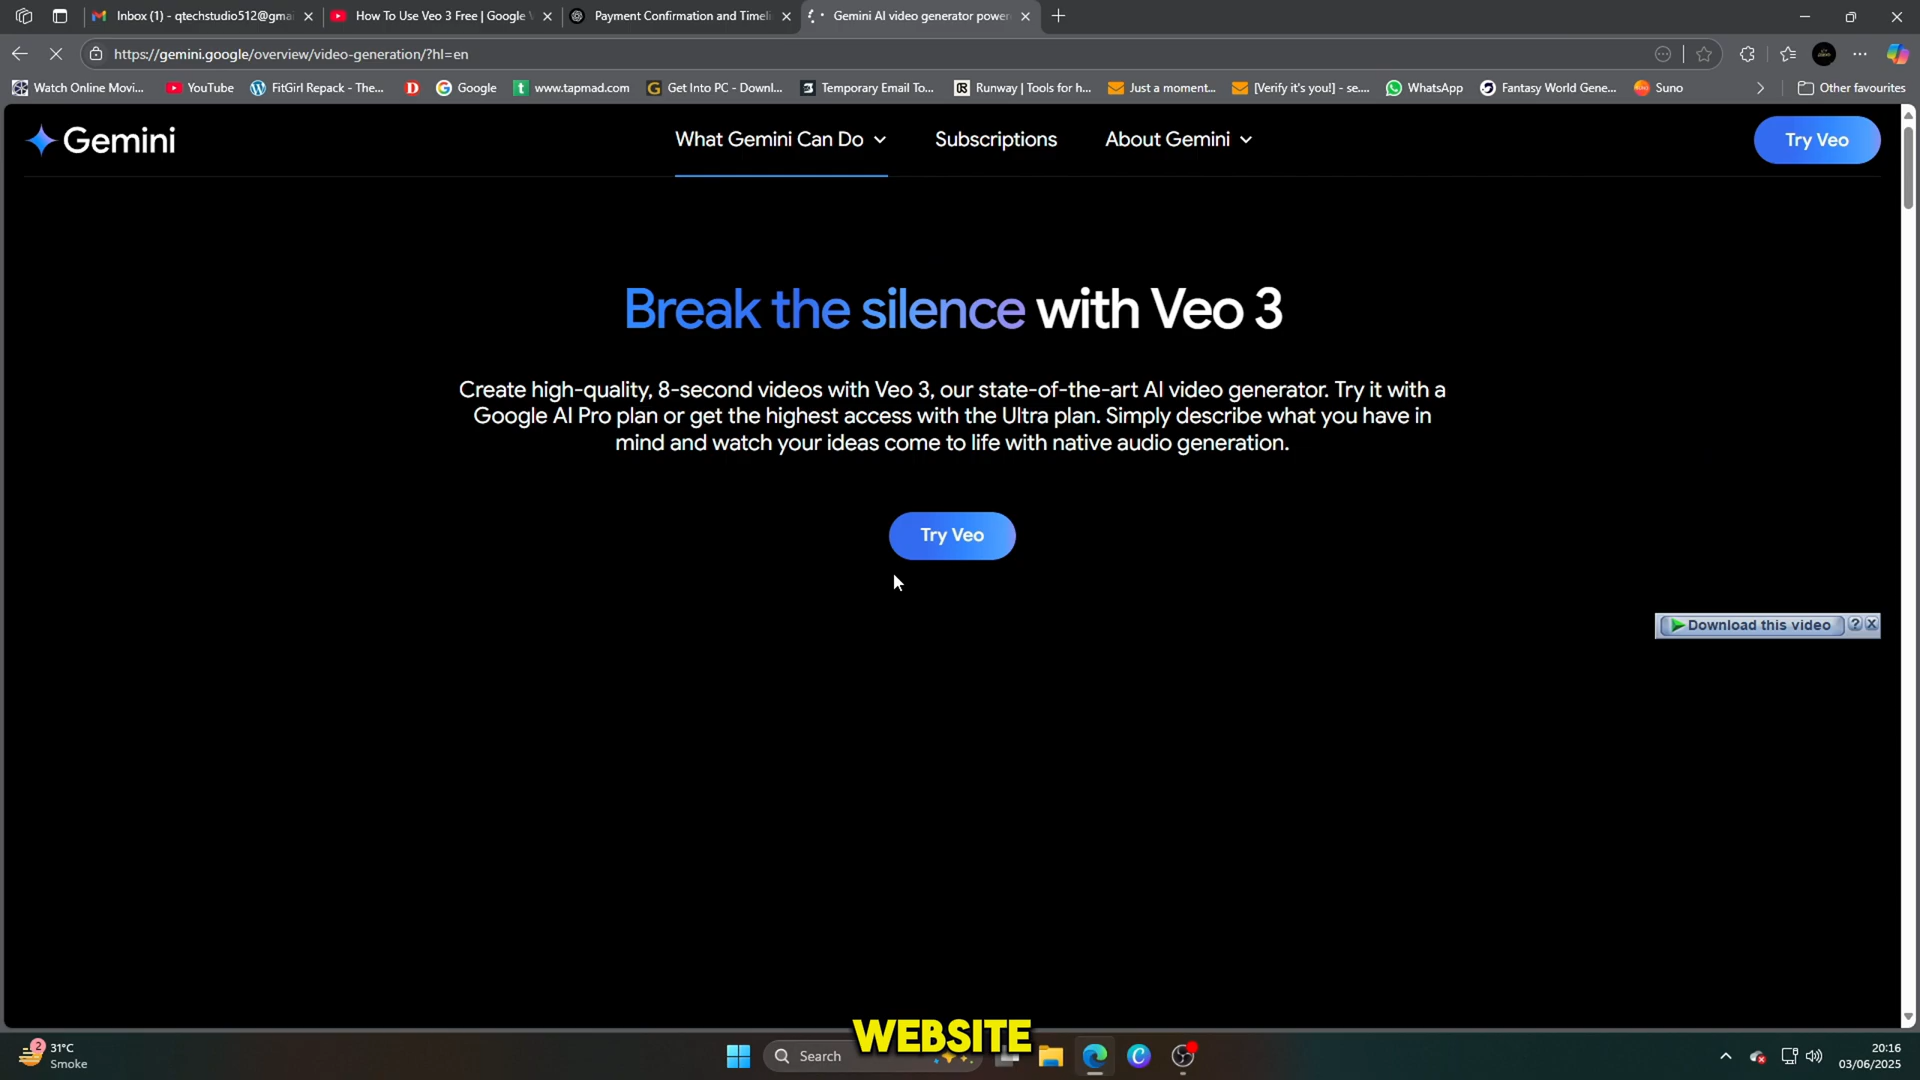 Inbox (1) - qtechstudio512@gma
How To Use Veo 3 Free | Google V
Payment Confirmation and Timeli
Gemini AI video generator power
https://gemini.google/overview/video-generation/?hl=en
Watch Online Movi...
YouTube
FitGirl Repack - The...
D
Google
t
www.tapmad.com
G
Get Into PC - Downl...
Temporary Email To...
R
Runway | Tools for h...
Just a moment...
[Verify it's you!] - se....
WhatsApp
Fantasy World Gene...
Suno
Other favourites
Gemini
What Gemini Can Do
Subscriptions
About Gemini
Try Veo
Break the silence with Veo 3
Create high-quality, 8-second videos with Veo 3, our state-of-the-art AI video generator. Try it with a
Google AI Pro plan or get the highest access with the Ultra plan. Simply describe what you have in
mind and watch your ideas come to life with native audio generation.
Try Veo
Download this video
?
X
WEBSITE
2
31°C
Smoke
Search
20:16
03/06/2025